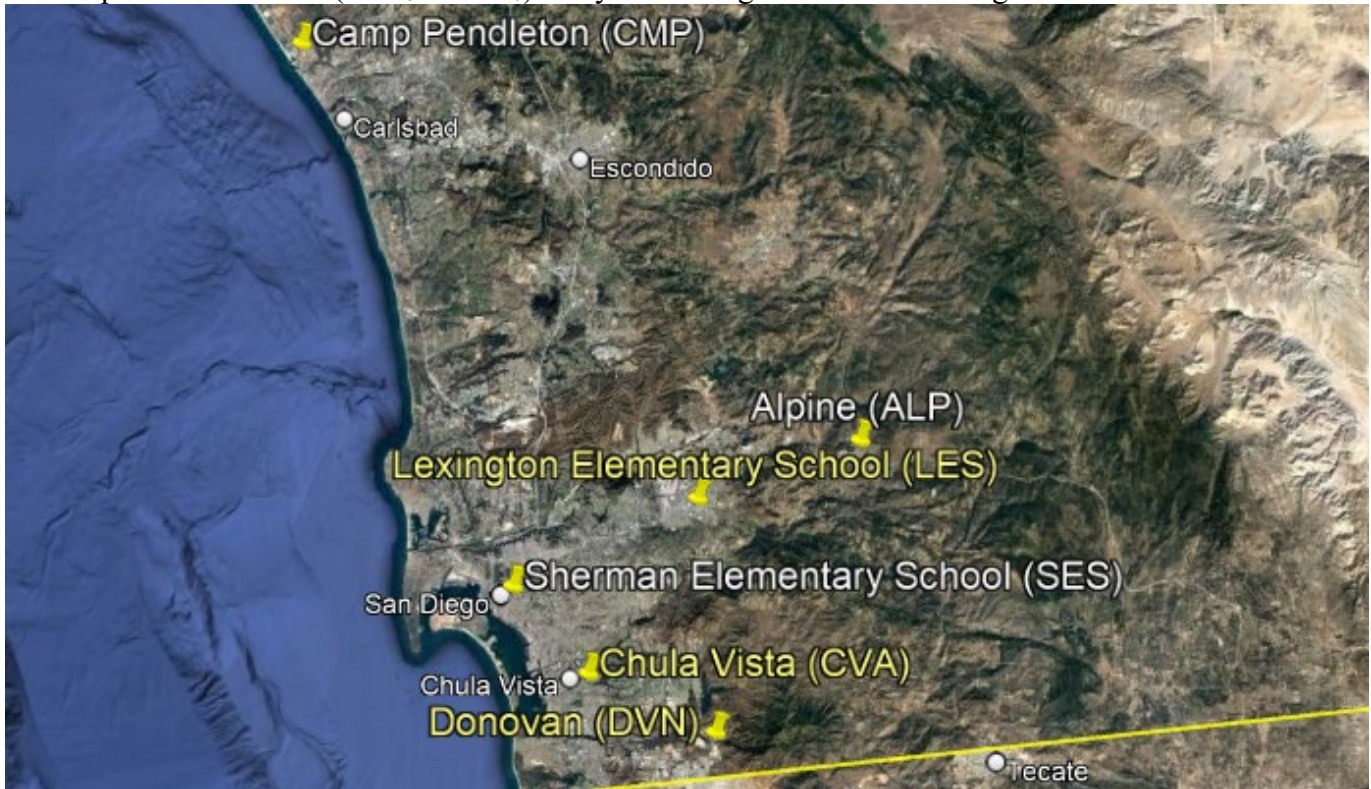 Camp Pendleton (CMP)
Carlsbad
Escondido
Alpine (ALP)
Lexington Elementary School (LES)
Sherman Elementary School (SES)
San Diego
Chula Vista (CVA)
Chula Vista
Donovan (DVN)
Tecate